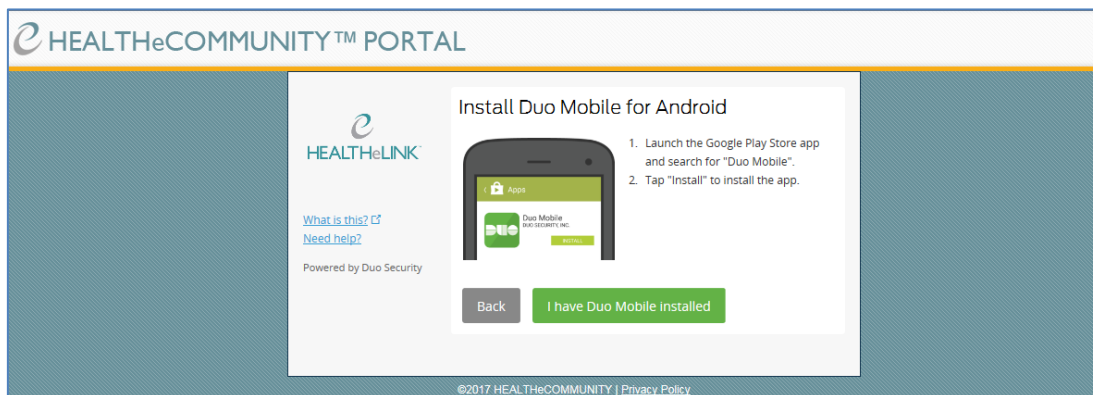 HEALTHeCOMMUNITY™ PORTAL
HEALTHeLINK™
What is this?
Need help?
Powered by Duo Security
Install Duo Mobile for Android
Apps
Duo Mobile
DUO SECURITY, INC.
DUO
INSTALL
1. Launch the Google Play Store app
and search for "Duo Mobile".
2. Tap "Install" to install the app.
Back
I have Duo Mobile installed
©2017 HEALTHeCOMMUNITY | Privacy Policy